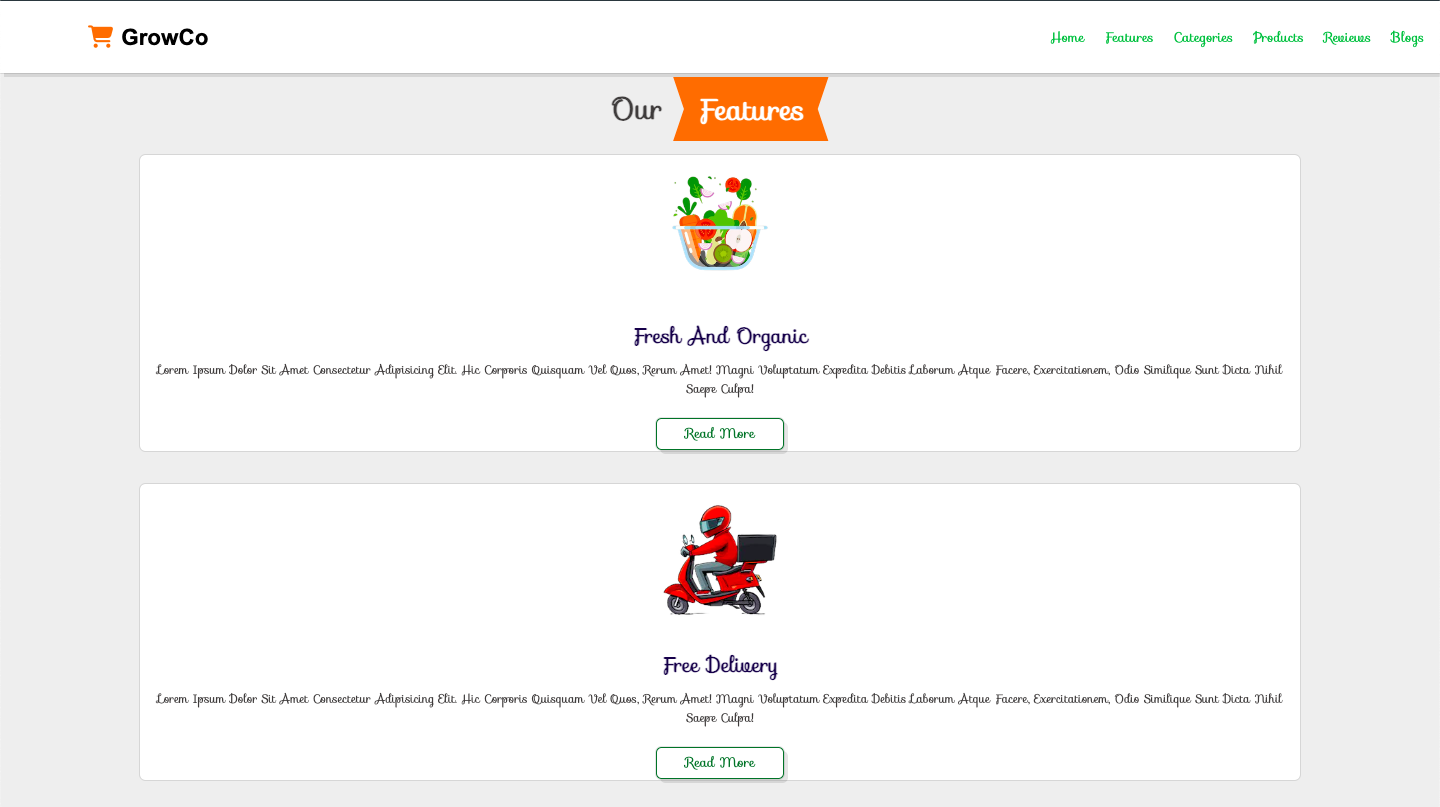 GrowCo
Home Features Categories Products Reviews Blogs
Our Features
Fresh And Organic
Lorem Ipsum Dolor Sit Amet Consectetur Adipisicing Elit. Hic Corporis Quisquam Vel Quos, Rerum Amet! Magni Voluptatum Expedita Debitis Laborum Atque Facere, Exercitationem, Odio Similique Sunt Dicta Nihil
Saepe Culpa!
Read More
Free Delivery
Lorem Ipsum Dolor Sit Amet Consectetur Adipisicing Elit. Hic Corporis Quisquam Vel Quos, Rerum Amet! Magni Voluptatum Expedita Debitis Laborum Atque Facere, Exercitationem, Odio Similique Sunt Dicta Nihil
Saepe Culpa!
Read More